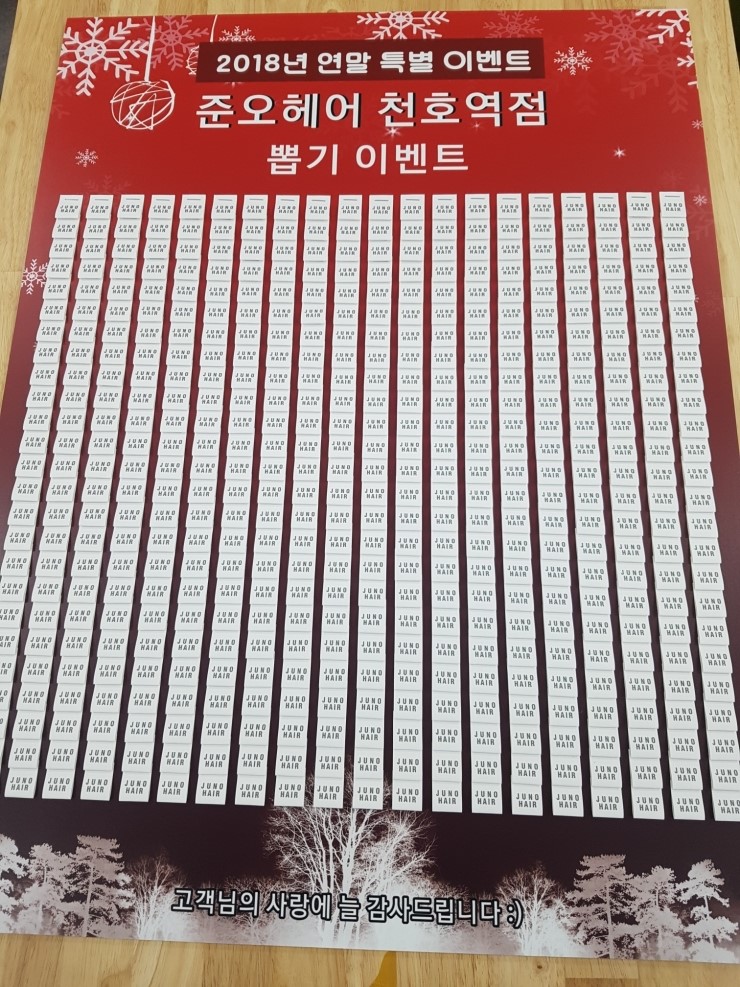 2018년 연말 특별 이벤트
준오헤어 천호역점
뽑기 이벤트
JUNO HAIR
고객님의 사랑에 늘 감사드립니다 :)